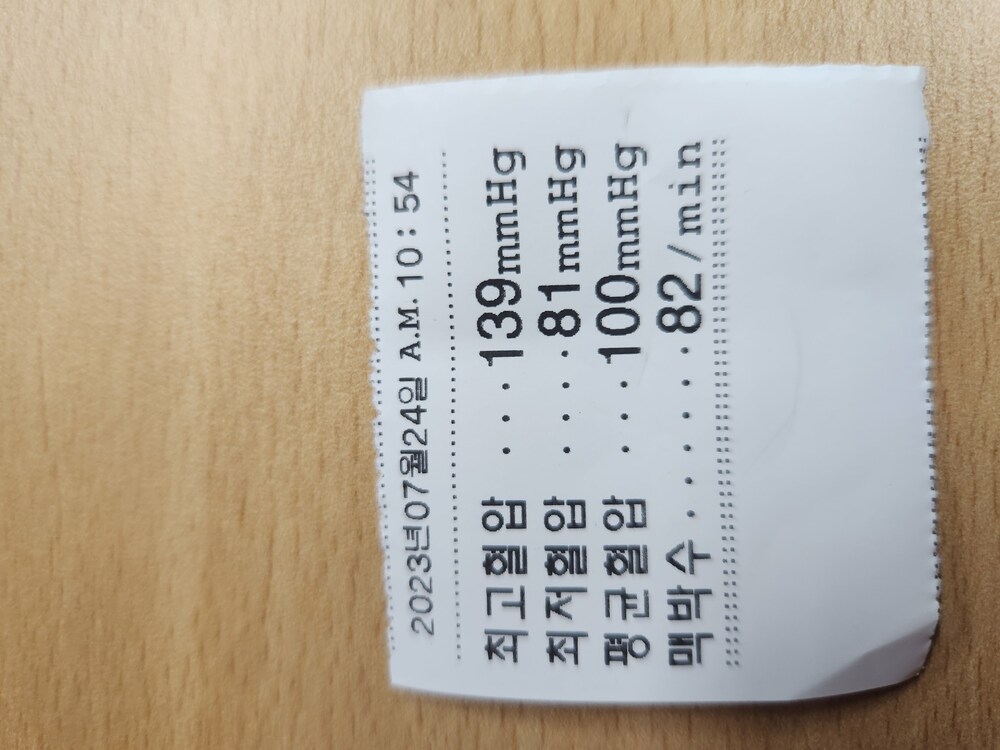 2023년07월24일 A.M. 10 : 54
최고혈압 ...139mmHg
최저혈압 ....81mmHg
평균혈압 ...100mmHg
맥박수......82/min